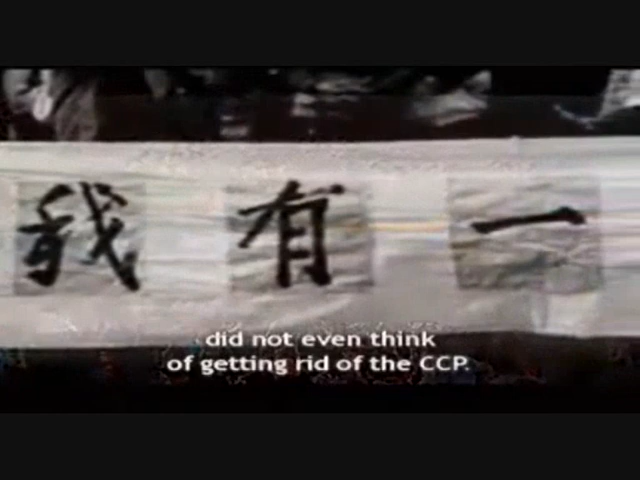 我有一
did not even think
of getting rid of the CCP.